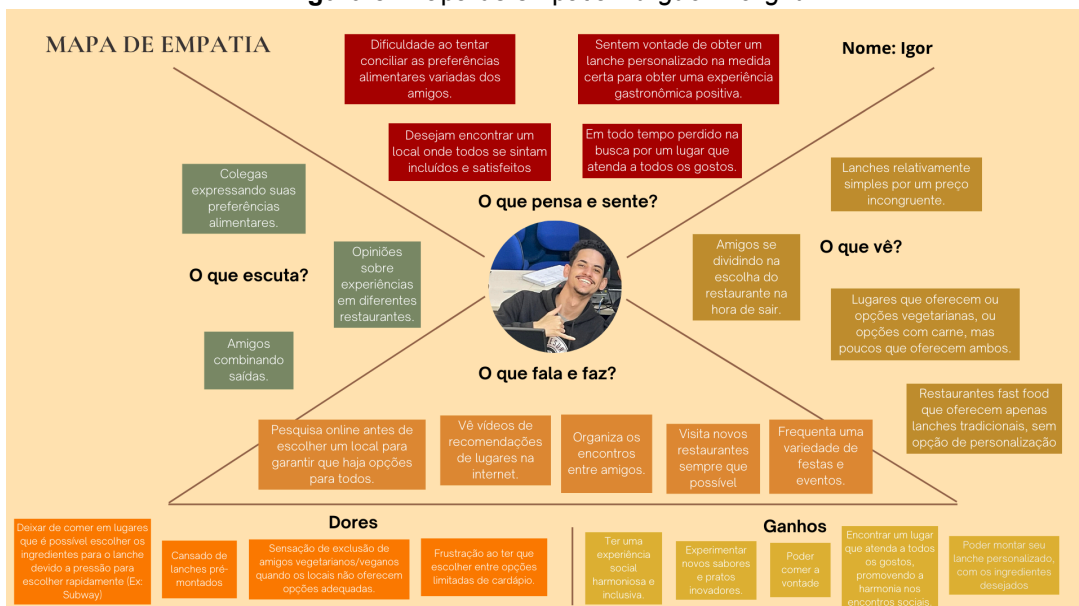 MAPA DE EMPATIA
Nome: Igor
Dificuldade ao tentar
conciliar as preferências
alimentares variadas dos
amigos.
Sentem vontade de obter um
lanche personalizado na medida
certa para obter uma experiência
gastronômica positiva.
Desejam encontrar um
local onde todos se sintam
incluídos e satisfeitos
Em todo tempo perdido na
busca por um lugar que
atenda a todos os gostos.
O que pensa e sente?
Colegas
expressando suas
preferências
alimentares.
O que escuta?
Opiniões
sobre
experiências
em diferentes
restaurantes.
Amigos
combinando
saídas.
Lanches relativamente
simples por um preço
incongruente.
Amigos se
dividindo na
escolha do
restaurante na
hora de sair.
O que vê?
Lugares que oferecem ou
opções vegetarianas, ou
opções com carne, mas
poucos que oferecem ambos.
Restaurantes fast food
que oferecem apenas
lanches tradicionais, sem
opção de personalização
O que fala e faz?
Pesquisa online antes de
escolher um local para
garantir que haja opções
para todos.
Vê vídeos de
recomendações
de lugares na
internet.
Organiza os
encontros
entre amigos.
Visita novos
restaurantes
sempre que
possível
Frequenta uma
variedade de
festas e
eventos.
Dores
Deixar de comer em lugares
que é possível escolher os
ingredientes para o lanche
devido a pressão para
escolher rapidamente (Ex:
Subway)
Cansado de
lanches pré-
montados
Sensação de exclusão de
amigos vegetarianos/veganos
quando os locais não oferecem
opções adequadas.
Frustração ao ter que
escolher entre opções
limitadas de cardápio.
Ganhos
Ter uma
experiência
social
harmoniosa e
inclusiva.
Experimentar
novos sabores
e pratos
inovadores.
Poder
comer a
vontade
Encontrar um lugar
que atenda a todos
os gostos,
promovendo a
harmonia nos
encontros sociais.
Poder montar seu
lanche personalizado,
com os ingredientes
desejados